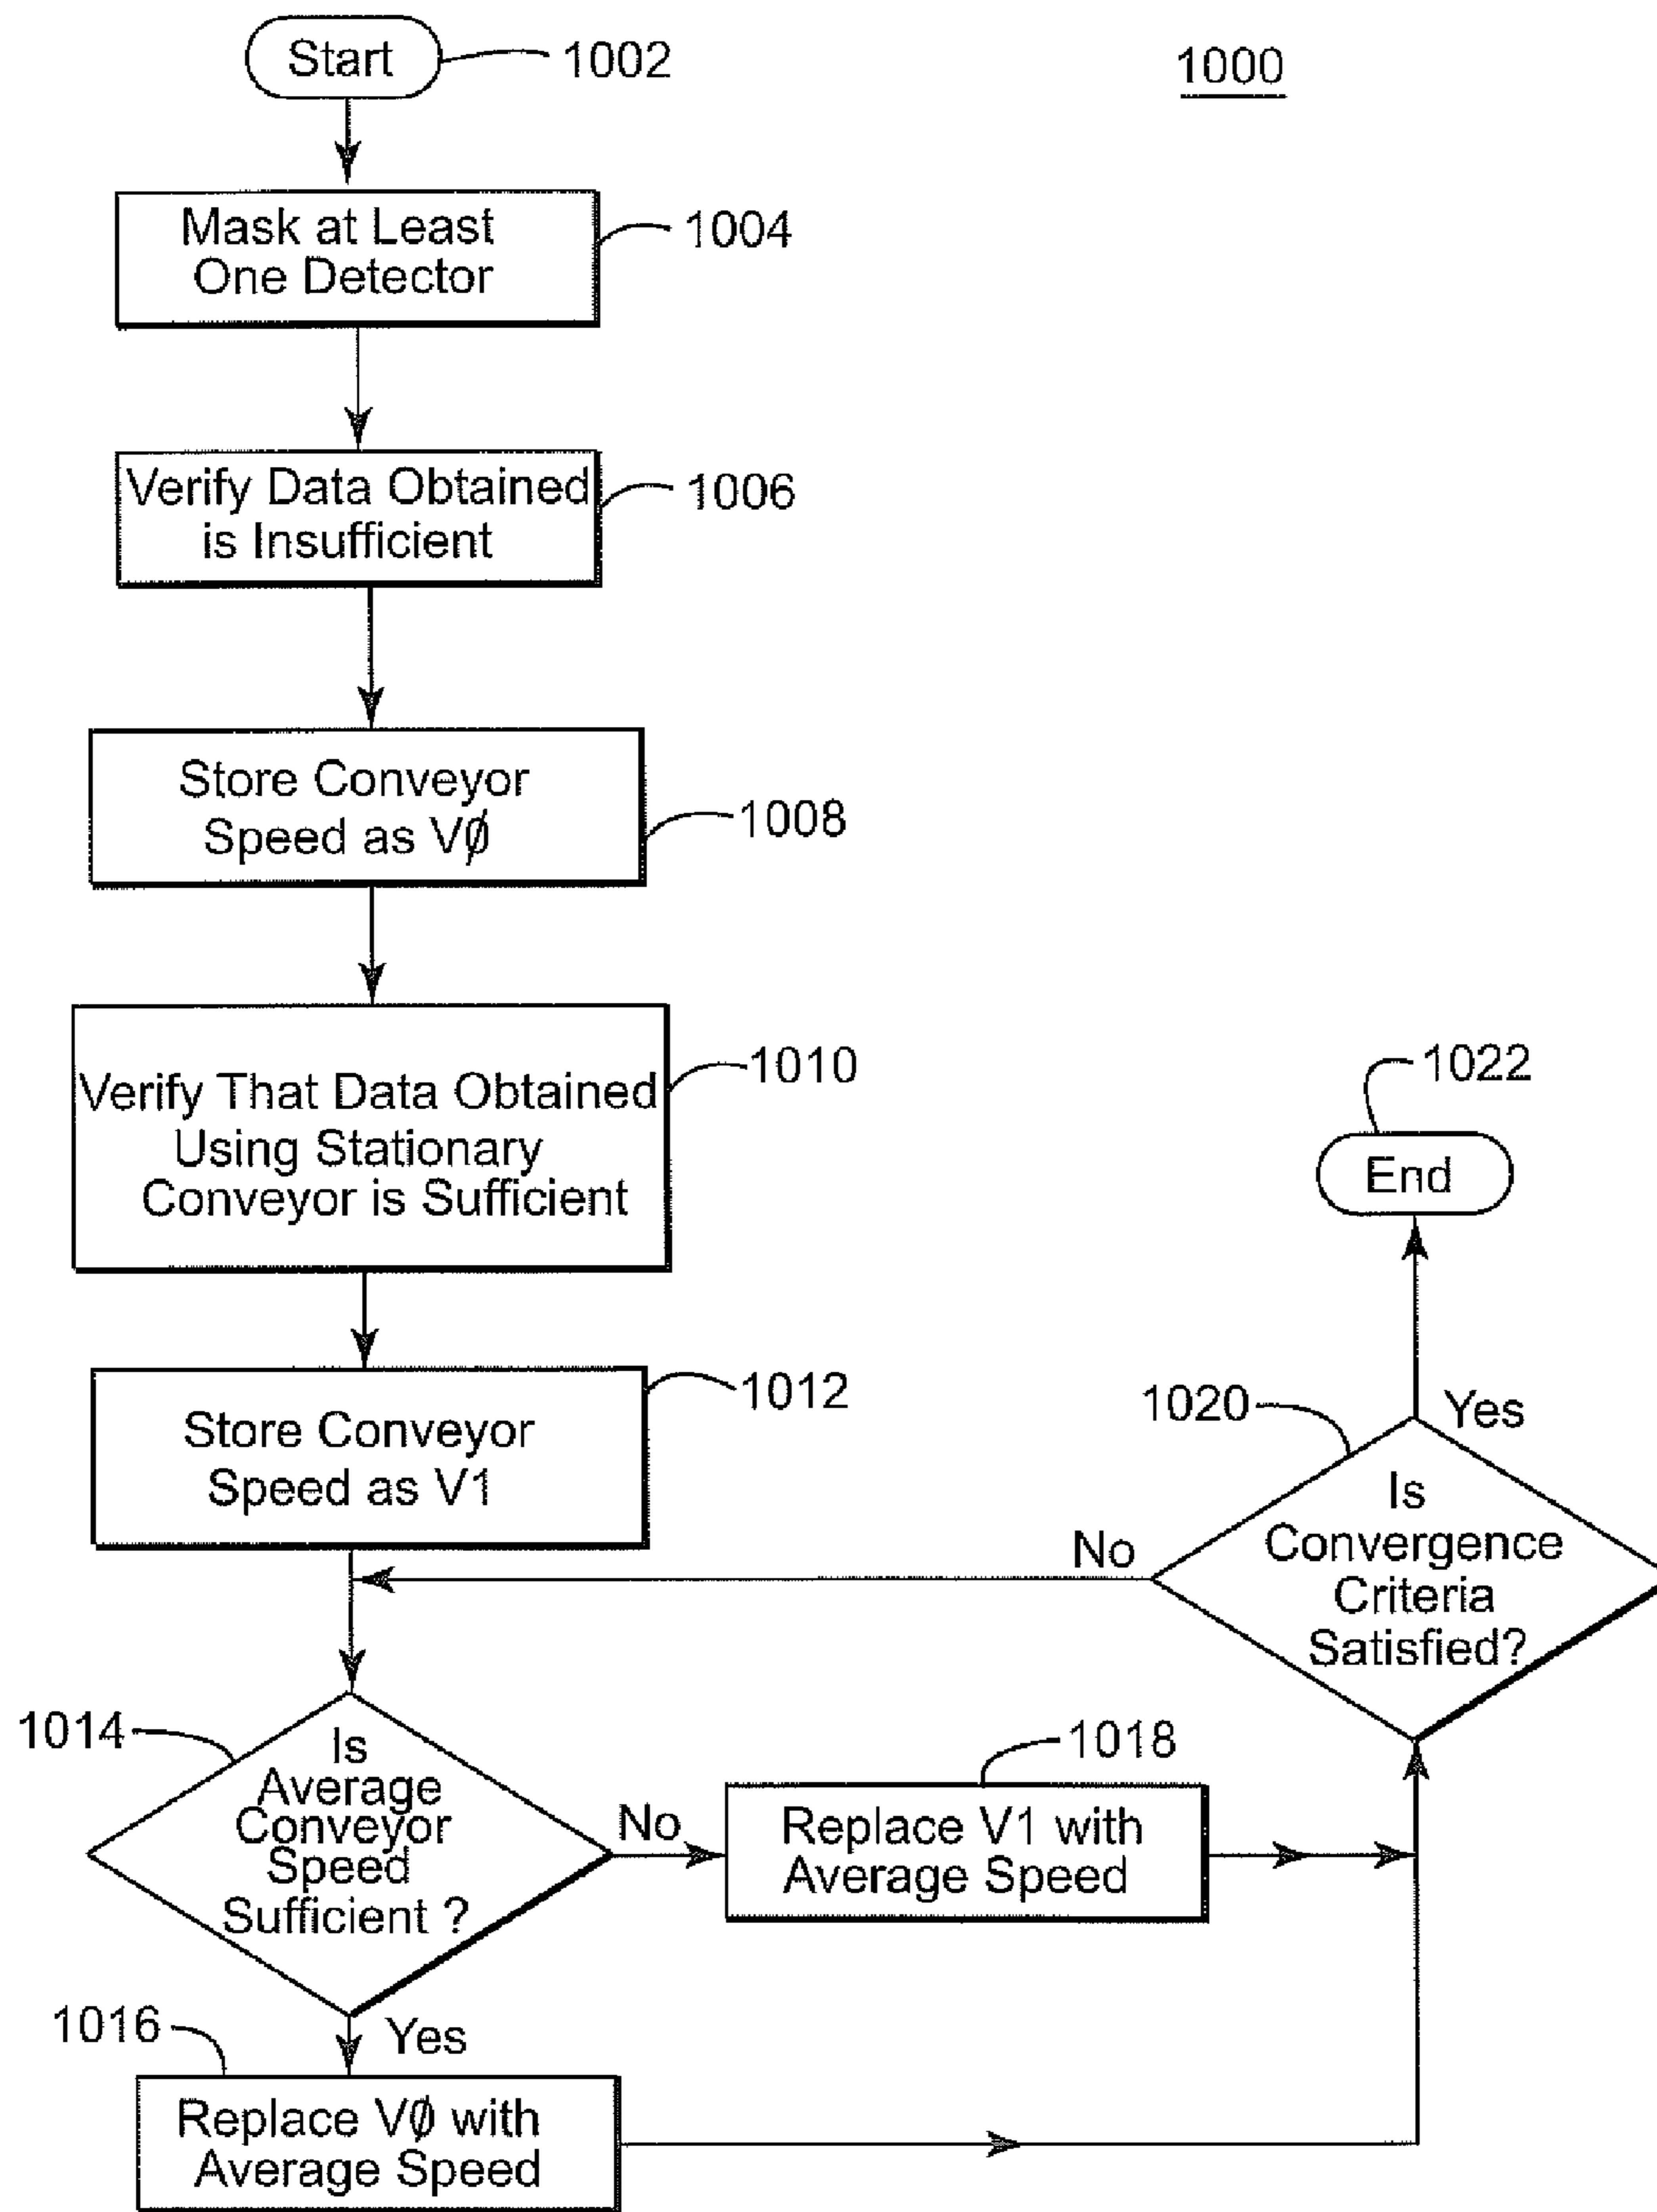 Start
1002
1000
Mask at Least
One Detector
1004
Verify Data Obtained
is Insufficient
1006
Store Conveyor
Speed as VØ
1008
Verify That Data Obtained
Using Stationary
Conveyor is Sufficient
1010
Store Conveyor
Speed as V1
1012
1022
End
1020
Yes
Is
Convergence
Criteria
Satisfied?
No
1014
Is
Average
Conveyor
Speed
Sufficient ?
No
1018
Replace V1 with
Average Speed
Yes
1016
Replace VØ with
Average Speed